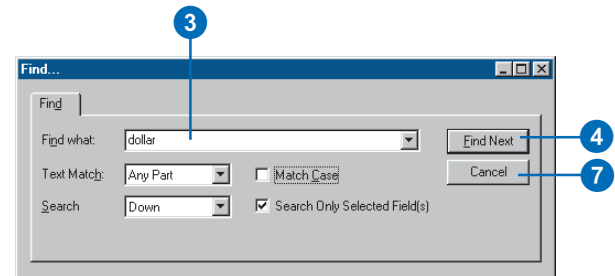 3
Find...
Find
Find what: dollar Find Next 4
Text Match: Any Part Match Case Cancel 7
Search Down Search Only Selected Field(s)